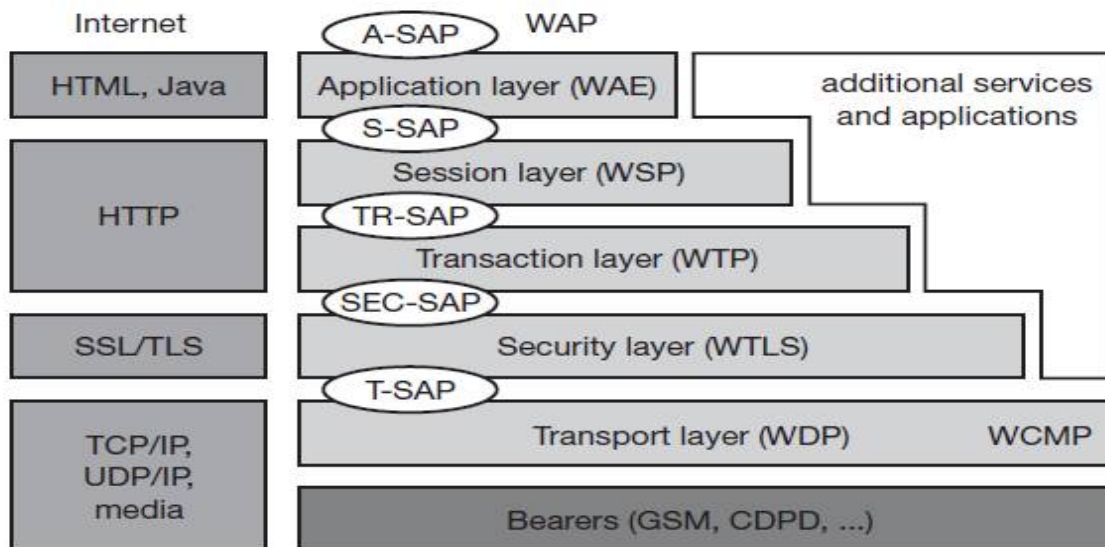 Internet
WAP
A-SAP
HTML, Java
Application layer (WAE)
additional services
and applications
S-SAP
HTTP
Session layer (WSP)
TR-SAP
Transaction layer (WTP)
SEC-SAP
SSL/TLS
Security layer (WTLS)
T-SAP
TCP/IP,
UDP/IP,
media
Transport layer (WDP)
WCMP
Bearers (GSM, CDPD, ...)